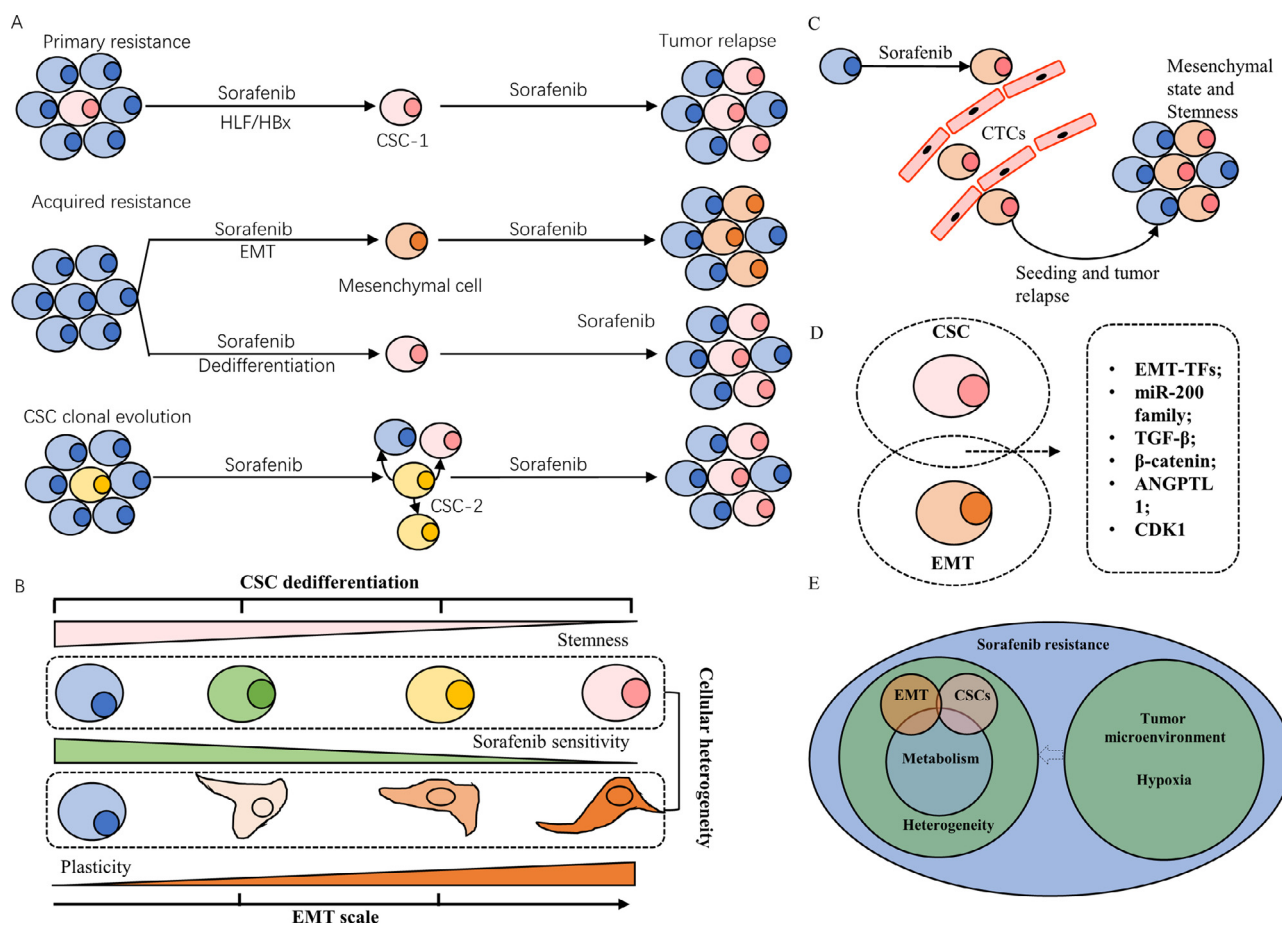 A
Primary resistance
Sorafenib
HLF/HBx
CSC-1
Sorafenib
Tumor relapse
Acquired resistance
Sorafenib
EMT
Mesenchymal cell
Sorafenib
Sorafenib
Dedifferentiation
Sorafenib
CSC clonal evolution
Sorafenib
CSC-2
Sorafenib
B
CSC dedifferentiation
Stemness
Sorafenib sensitivity
Cellular heterogeneity
Plasticity
EMT scale
C
Sorafenib
CTCs
Mesenchymal
state and
Stemness
Seeding and tumor
relapse
D
CSC
EMT
• EMT-TFs;
• miR-200
family;
• TGF-β;
• β-catenin;
• ANGPTL
1;
• CDK1
E
Sorafenib resistance
EMT
CSCs
Metabolism
Heterogeneity
Tumor
microenvironment
Hypoxia